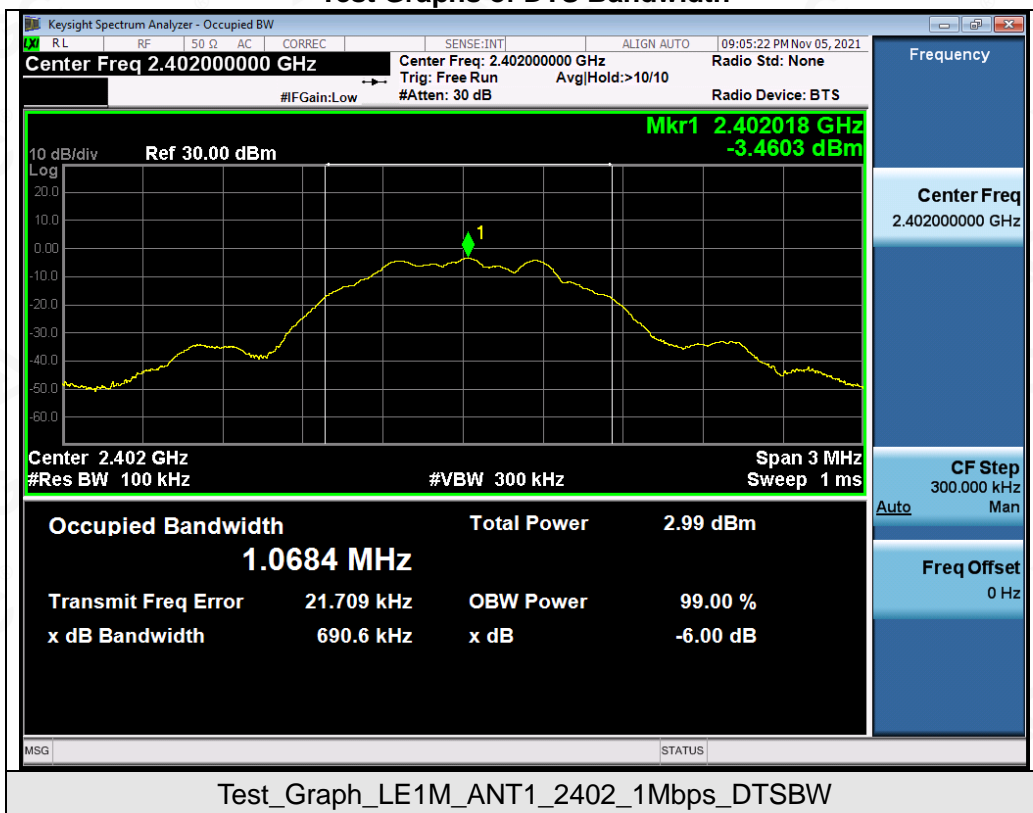 Test Graphs of DTS Bandwidth
Keysight Spectrum Analyzer - Occupied BW
LXI RL RF 50 Ω AC CORREC SENSE:INT ALIGN AUTO 09:05:22 PM Nov 05, 2021
Center Freq 2.402000000 GHz Center Freq: 2.402000000 GHz Radio Std: None
Trig: Free Run Avg|Hold:>10/10
#IFGain:Low #Atten: 30 dB Radio Device: BTS
Frequency
Mkr1 2.402018 GHz
-3.4603 dBm
10 dB/div Ref 30.00 dBm
Log
20.0
10.0
0.00
-10.0
-20.0
-30.0
-40.0
-50.0
-60.0
1
Center Freq
2.402000000 GHz
Center 2.402 GHz Span 3 MHz
#Res BW 100 kHz #VBW 300 kHz Sweep 1 ms
CF Step
300.000 kHz
Auto Man
Occupied Bandwidth Total Power 2.99 dBm
1.0684 MHz
Transmit Freq Error 21.709 kHz OBW Power 99.00 %
x dB Bandwidth 690.6 kHz x dB -6.00 dB
Freq Offset
0 Hz
MSG STATUS
Test_Graph_LE1M_ANT1_2402_1Mbps_DTSBW